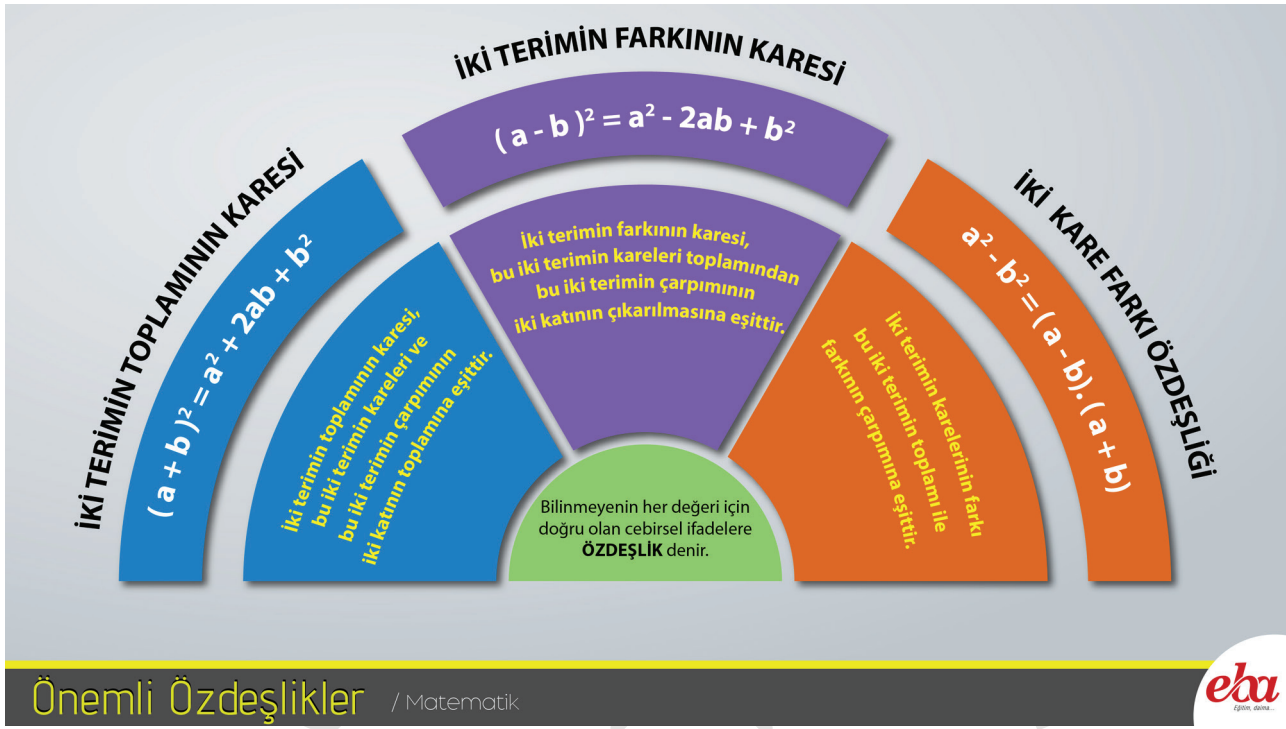 İKİ TERİMİN TOPLAMININ KARESİ
( a + b )² = a² + 2ab + b²
İki terimin toplamının karesi,
bu iki terimin kareleri ve
bu iki terimin çarpımının
iki katının toplamına eşittir.
İKİ TERİMİN FARKININ KARESİ
( a - b )² = a² - 2ab + b²
İki terimin farkının karesi,
bu iki terimin kareleri toplamından
bu iki terimin çarpımının
iki katının çıkarılmasına eşittir.
İKİ KARE FARKI ÖZDEŞLİĞİ
a² - b² = ( a - b) . ( a + b)
İki terimin karelerinin farkı
bu iki terimin toplamı ile
farkının çarpımına eşittir.
Bilinmeyenin her değeri için
doğru olan cebirsel ifadelere
ÖZDEŞLİK denir.
Önemli Özdeşlikler / Matematik
eba
Eğitim, daima...